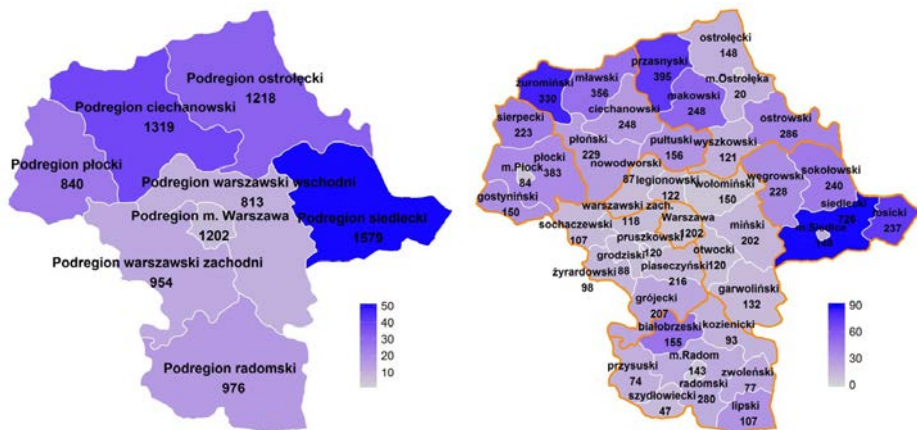 Podregion ostrołęcki
1218
Podregion ciechanowski
1319
Podregion płocki
840
Podregion warszawski wschodni
813
Podregion m. Warszawa
1202
Podregion siedlecki
1579
Podregion warszawski zachodni
954
Podregion radomski
976
50
40
30
20
10
ostrołęcki
148
przasnyski
395
m.Ostrołęka
20
żuromiński
330
mławski
356
makowski
248
ciechanowski
248
ostrowski
286
sierpecki
223
płoński
229
pułtuski
156
wyszkowski
121
płocki
383
m.Płock
84
nowodworski
87
legionowski
122
wołomiński
150
węgrowski
228
sokołowski
240
gostyniński
150
siedlecki
726
łosicki
237
m.Siedlce
148
warszawski zach.
118
Warszawa
1202
sochaczewski
107
pruszkowski
120
miński
202
grodziski
88
otwocki
120
żyrardowski
98
piaseczyński
216
garwoliński
132
grójecki
207
białobrzeski
155
kozienicki
93
m.Radom
143
przysuski
74
radomski
280
zwoleński
77
szydłowiecki
47
lipski
107
90
60
30
0